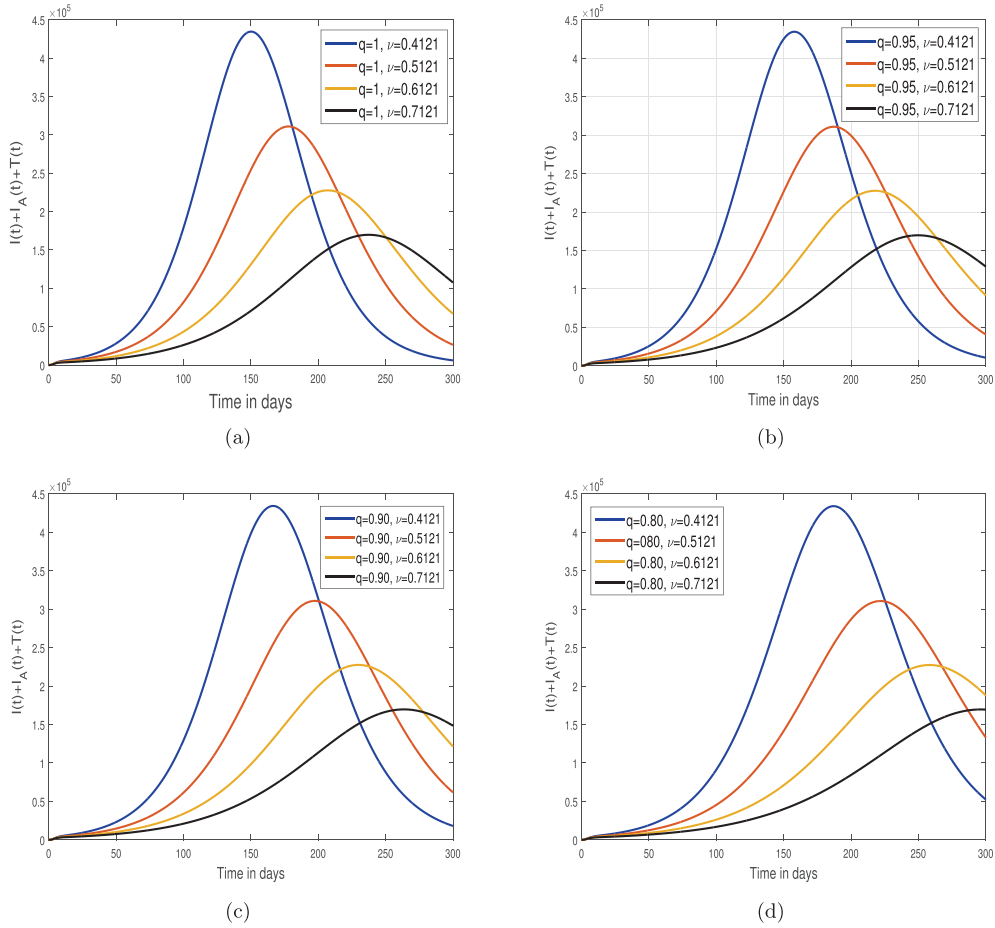 ×10⁵
4.5
4
3.5
3
2.5
2
1.5
1
0.5
0
I(t)+I_A(t)+T(t)
q=1, ν=0.4121
q=1, ν=0.5121
q=1, ν=0.6121
q=1, ν=0.7121
0 50 100 150 200 250 300
Time in days
(a)
×10⁵
4.5
4
3.5
3
2.5
2
1.5
1
0.5
0
I(t)+I_A(t)+T(t)
q=0.95, ν=0.4121
q=0.95, ν=0.5121
q=0.95, ν=0.6121
q=0.95, ν=0.7121
0 50 100 150 200 250 300
Time in days
(b)
×10⁵
4.5
4
3.5
3
2.5
2
1.5
1
0.5
0
I(t)+I_A(t)+T(t)
q=0.90, ν=0.4121
q=0.90, ν=0.5121
q=0.90, ν=0.6121
q=0.90, ν=0.7121
0 50 100 150 200 250 300
Time in days
(c)
×10⁵
4.5
4
3.5
3
2.5
2
1.5
1
0.5
0
I(t)+I_A(t)+T(t)
q=0.80, ν=0.4121
q=080, ν=0.5121
q=0.80, ν=0.6121
q=0.80, ν=0.7121
0 50 100 150 200 250 300
Time in days
(d)